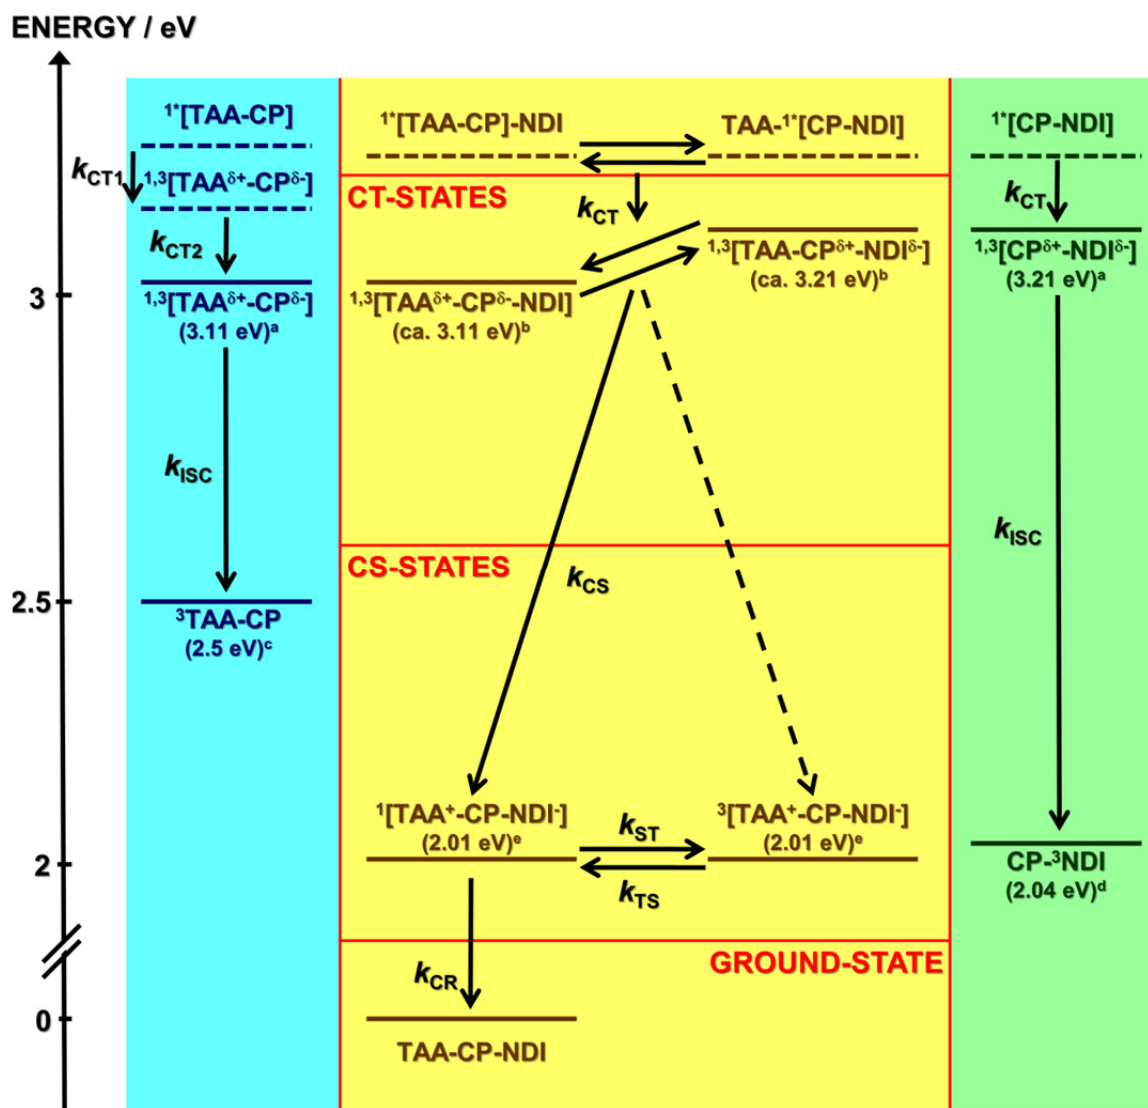 ENERGY / eV
3
2.5
2
0
¹*[TAA-CP]
kCT1
¹,³[TAAᵟ⁺-CPᵟ⁻]
kCT2
¹,³[TAAᵟ⁺-CPᵟ⁻]
(3.11 eV)ᵃ
kISC
³TAA-CP
(2.5 eV)ᶜ
¹*[TAA-CP]-NDI
TAA-¹*[CP-NDI]
CT-STATES
kCT
¹,³[TAA-CPᵟ⁺-NDIᵟ⁻]
(ca. 3.21 eV)ᵇ
¹,³[TAAᵟ⁺-CPᵟ⁻-NDI]
(ca. 3.11 eV)ᵇ
CS-STATES
kCS
¹[TAA⁺-CP-NDI⁻]
(2.01 eV)ᵉ
kST
kTS
³[TAA⁺-CP-NDI⁻]
(2.01 eV)ᵉ
GROUND-STATE
kCR
TAA-CP-NDI
¹*[CP-NDI]
kCT
¹,³[CPᵟ⁺-NDIᵟ⁻]
(3.21 eV)ᵃ
kISC
CP-³NDI
(2.04 eV)ᵈ